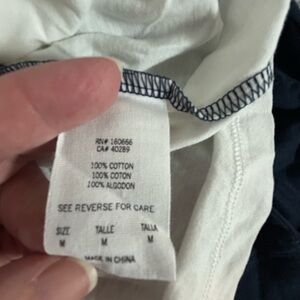 RN# 160666
CA# 40289
100% COTTON
100% COTON
100% ALGODON
SEE REVERSE FOR CARE
SIZE TAILLE TALLA
M M M
MADE IN CHINA